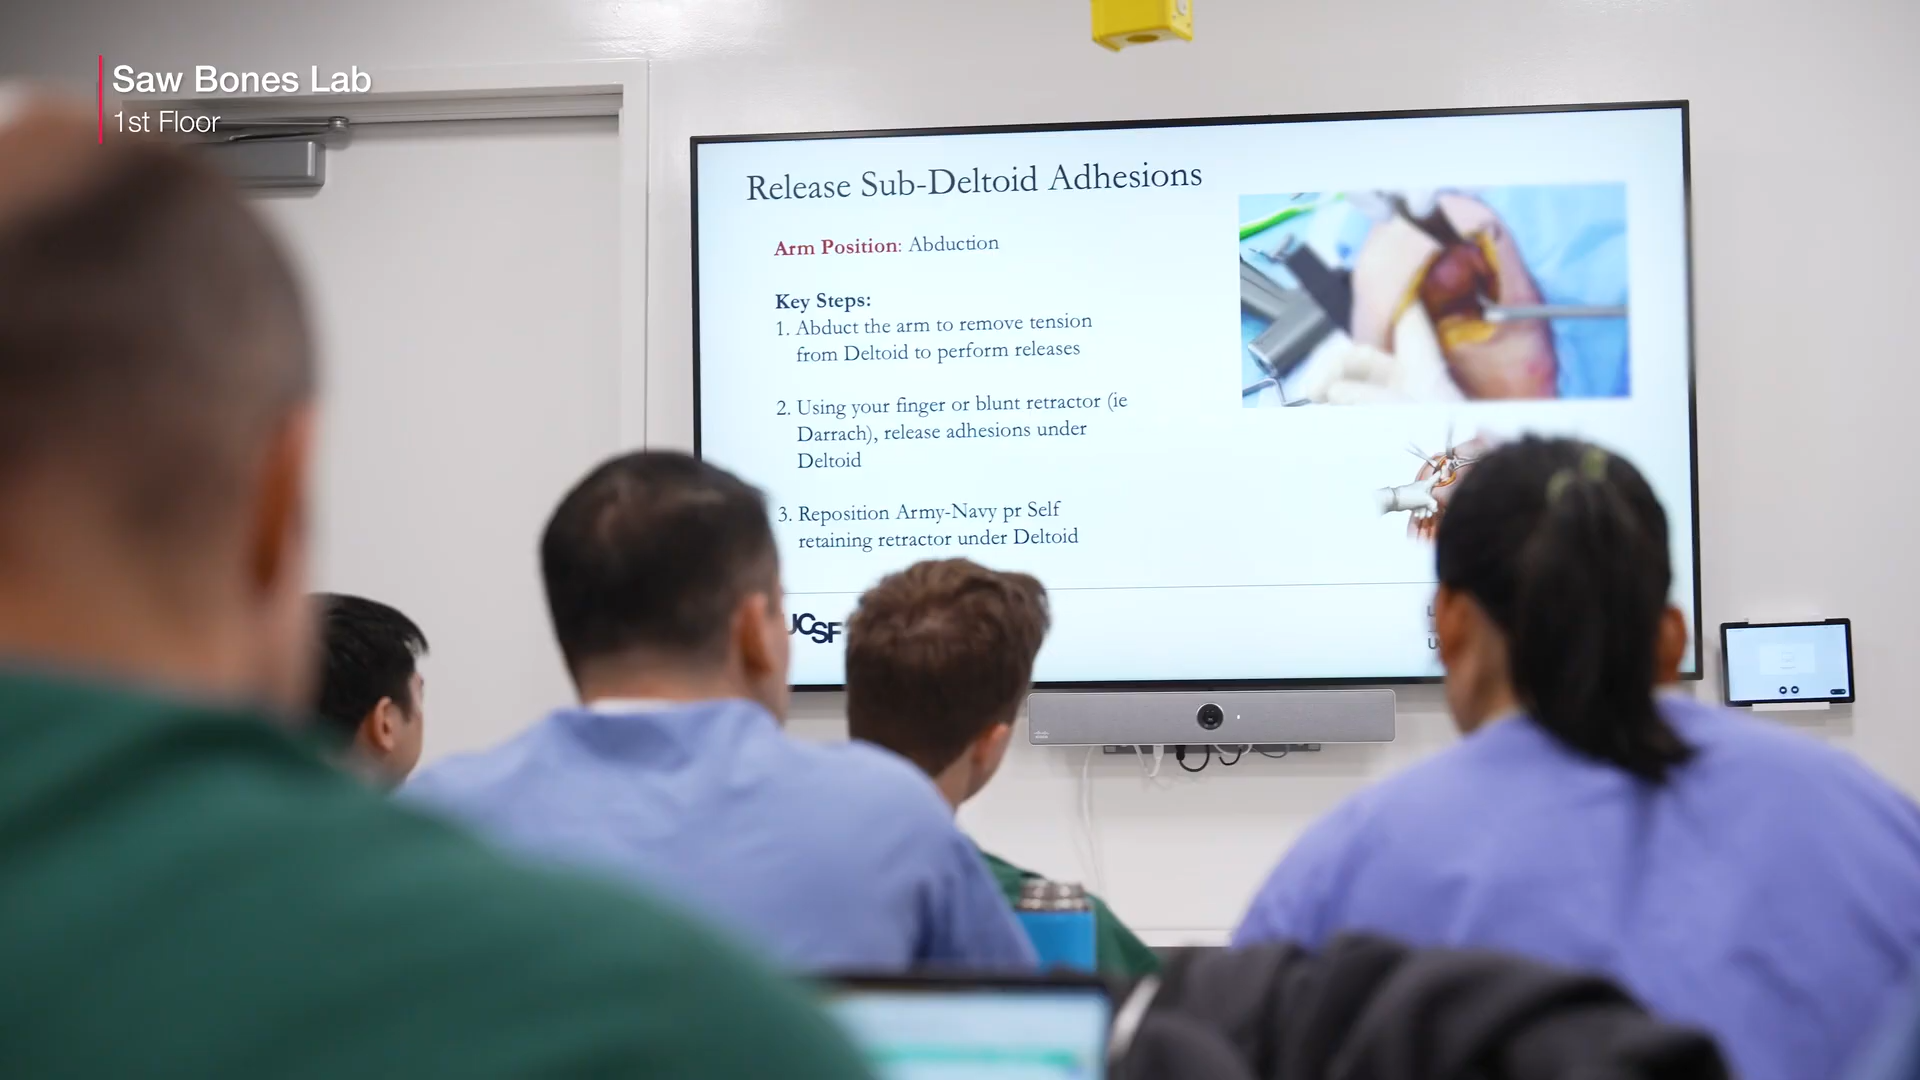 Saw Bones Lab
1st Floor
Release Sub-Deltoid Adhesions
Arm Position: Abduction
Key Steps:
1. Abduct the arm to remove tension
from Deltoid to perform releases
2. Using your finger or blunt retractor (ie
Darrach), release adhesions under
Deltoid
3. Reposition Army-Navy pr Self
retaining retractor under Deltoid
UCSF